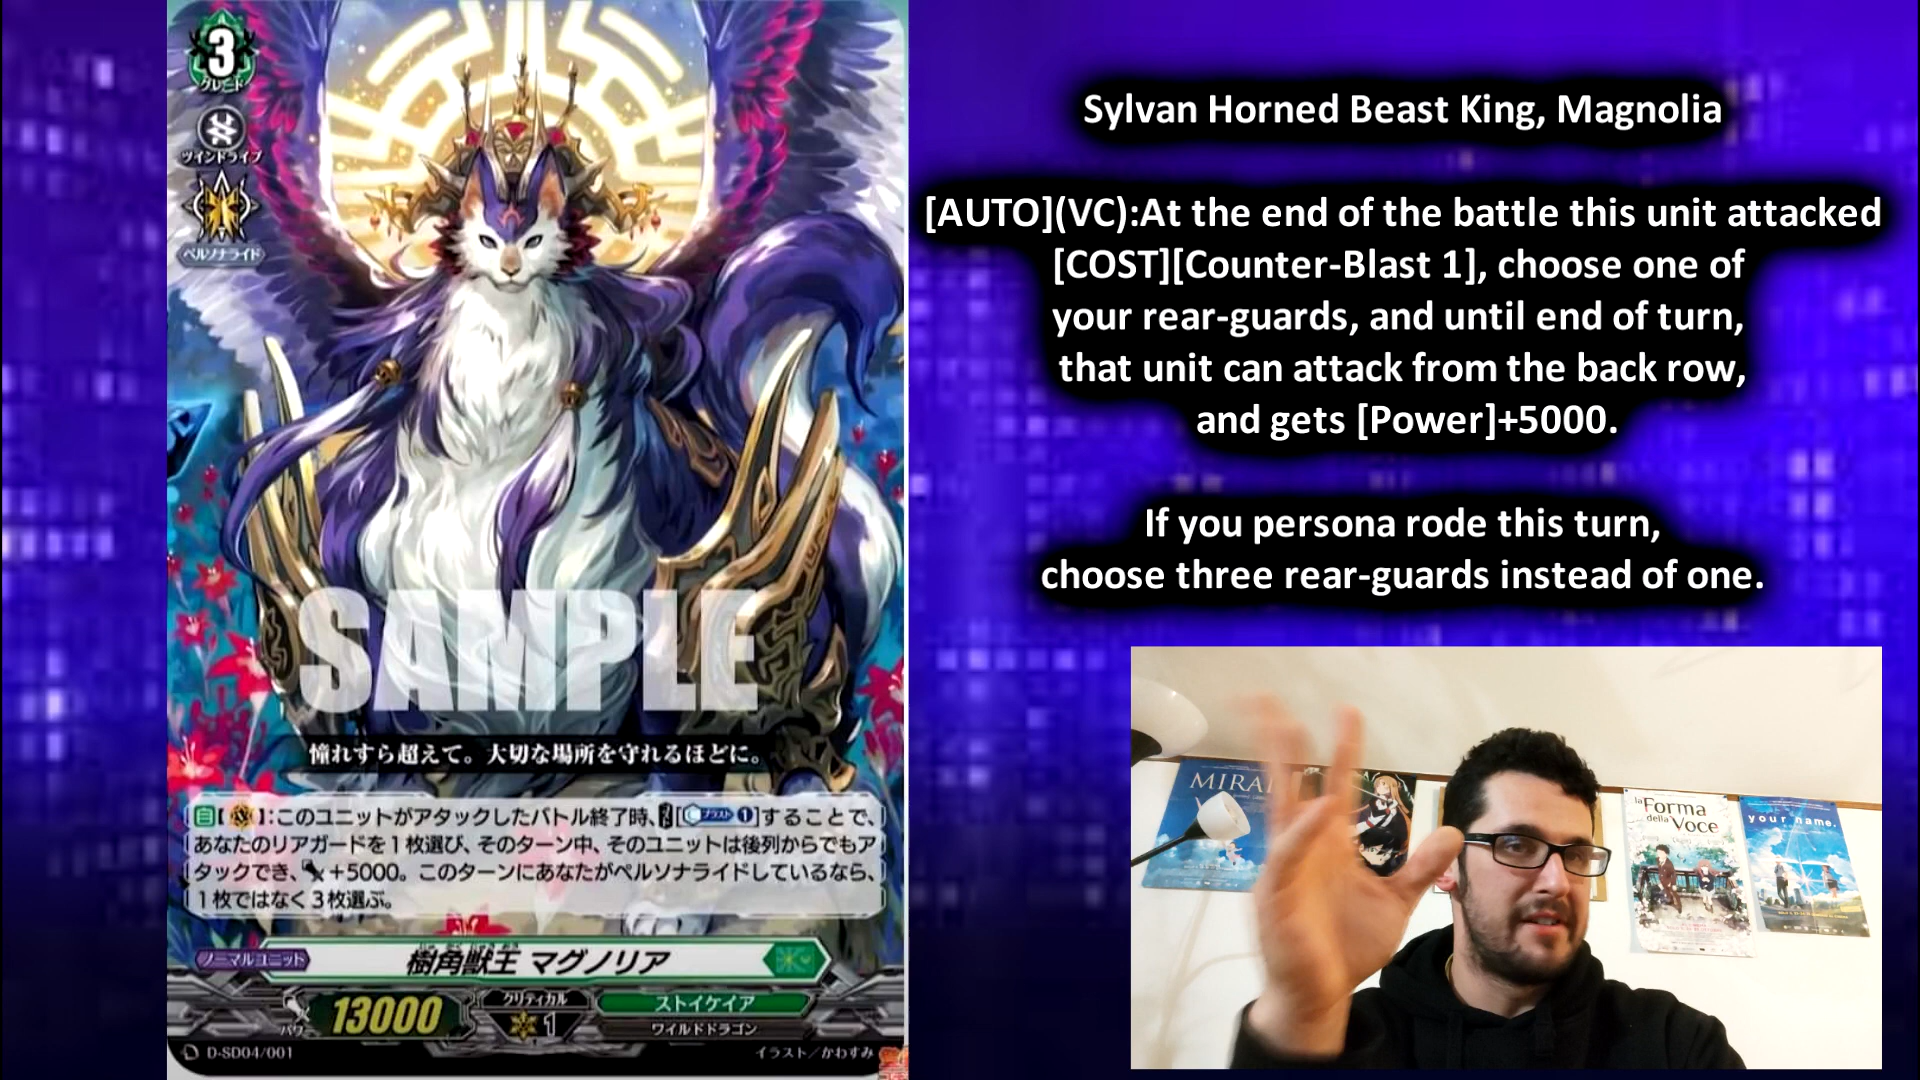 3
グレード
ツインドライブ
ペルソナライド
SAMPLE
憧れすら超えて。大切な場所を守れるほどに。
【 】:このユニットがアタックしたバトル終了時、[ブラスト1]することで、
あなたのリアガードを1枚選び、そのターン中、そのユニットは後列からでもア
タックでき、+5000。このターンにあなたがペルソナライドしているなら、
1枚ではなく3枚選ぶ。
ノーマルユニット
樹角獣王 マグノリア
パワー
13000
クリティカル
1
ストイケイア
ワイルドドラゴン
D-SD04/001
イラスト/かわすみ
Sylvan Horned Beast King, Magnolia
[AUTO](VC):At the end of the battle this unit attacked
[COST][Counter-Blast 1], choose one of
your rear-guards, and until end of turn,
that unit can attack from the back row,
and gets [Power]+5000.
If you persona rode this turn,
choose three rear-guards instead of one.
MIRAI
la Forma
della Voce
your name.